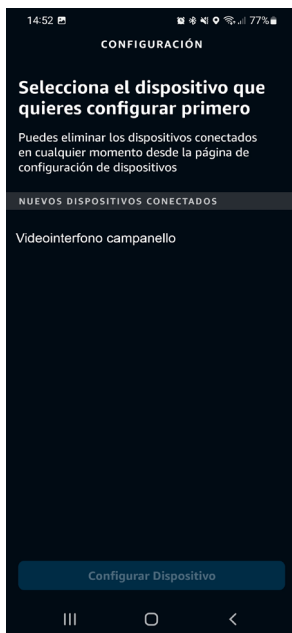 14:52 77%
CONFIGURACIÓN
Selecciona el dispositivo que
quieres configurar primero
Puedes eliminar los dispositivos conectados
en cualquier momento desde la página de
configuración de dispositivos
NUEVOS DISPOSITIVOS CONECTADOS
Videointerfono campanello
Configurar Dispositivo